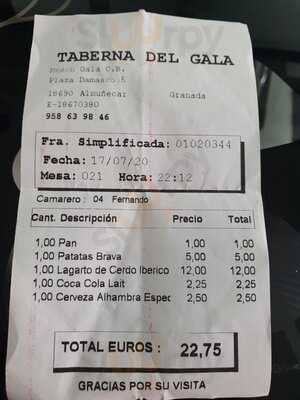 TABERNA DEL GALA
Gala C.B.
Plaza Damasco,5
18690 Almuñecar Granada
E-18670380
958 63 98 46
Fra. Simplificada: 01020344
Fecha: 17/07/20
Mesa: 021 Hora: 22:12
Camarero: 04 Fernando
Cant. Descripción Precio Total
1,00 Pan 1,00 1,00
1,00 Patatas Brava 5,00 5,00
1,00 Lagarto de Cerdo Iberico 12,00 12,00
1,00 Coca Cola Lait 2,25 2,25
1,00 Cerveza Alhambra Espec 2,50 2,50
TOTAL EUROS : 22,75
GRACIAS POR SU VISITA